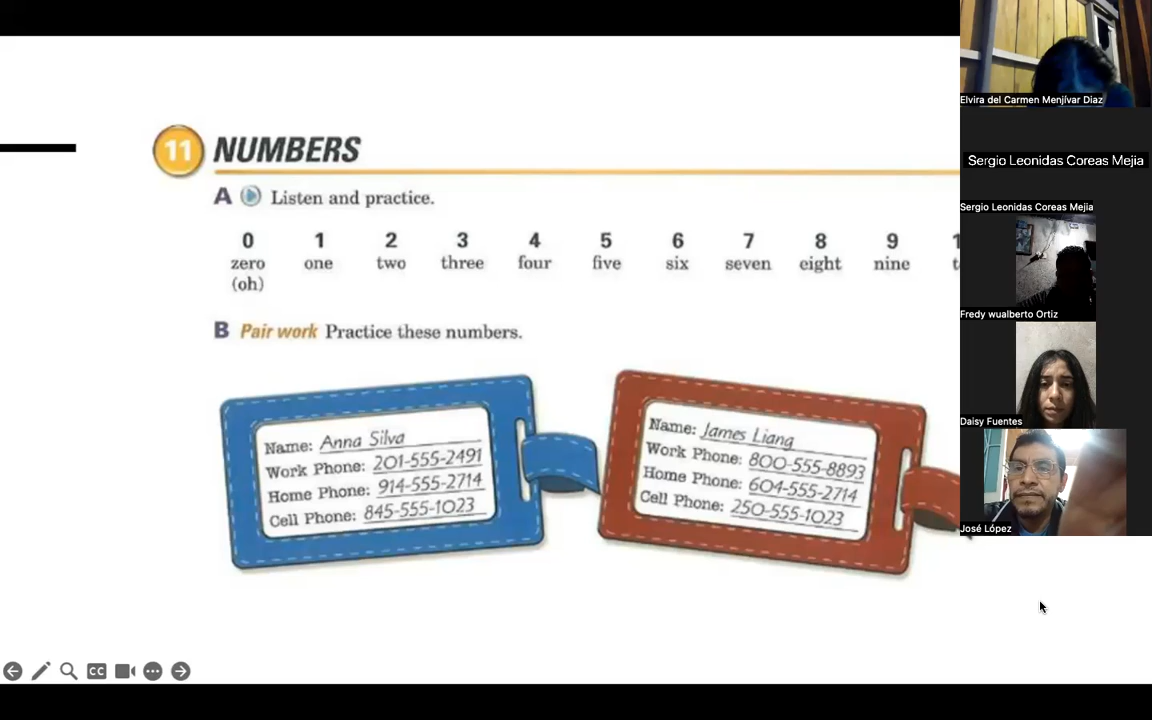 11 NUMBERS
A Listen and practice.
0 1 2 3 4 5 6 7 8 9
zero one two three four five six seven eight nine
(oh)
B Pair work Practice these numbers.
Name: Anna Silva
Work Phone: 201-555-2491
Home Phone: 914-555-2714
Cell Phone: 845-555-1023
Name: James Liang
Work Phone: 800-555-8893
Home Phone: 604-555-2714
Cell Phone: 250-555-1023
CC
Elvira del Carmen Menjívar Diaz
Sergio Leonidas Coreas Mejia
Sergio Leonidas Coreas Mejia
Fredy wualberto Ortiz
Daisy Fuentes
José López